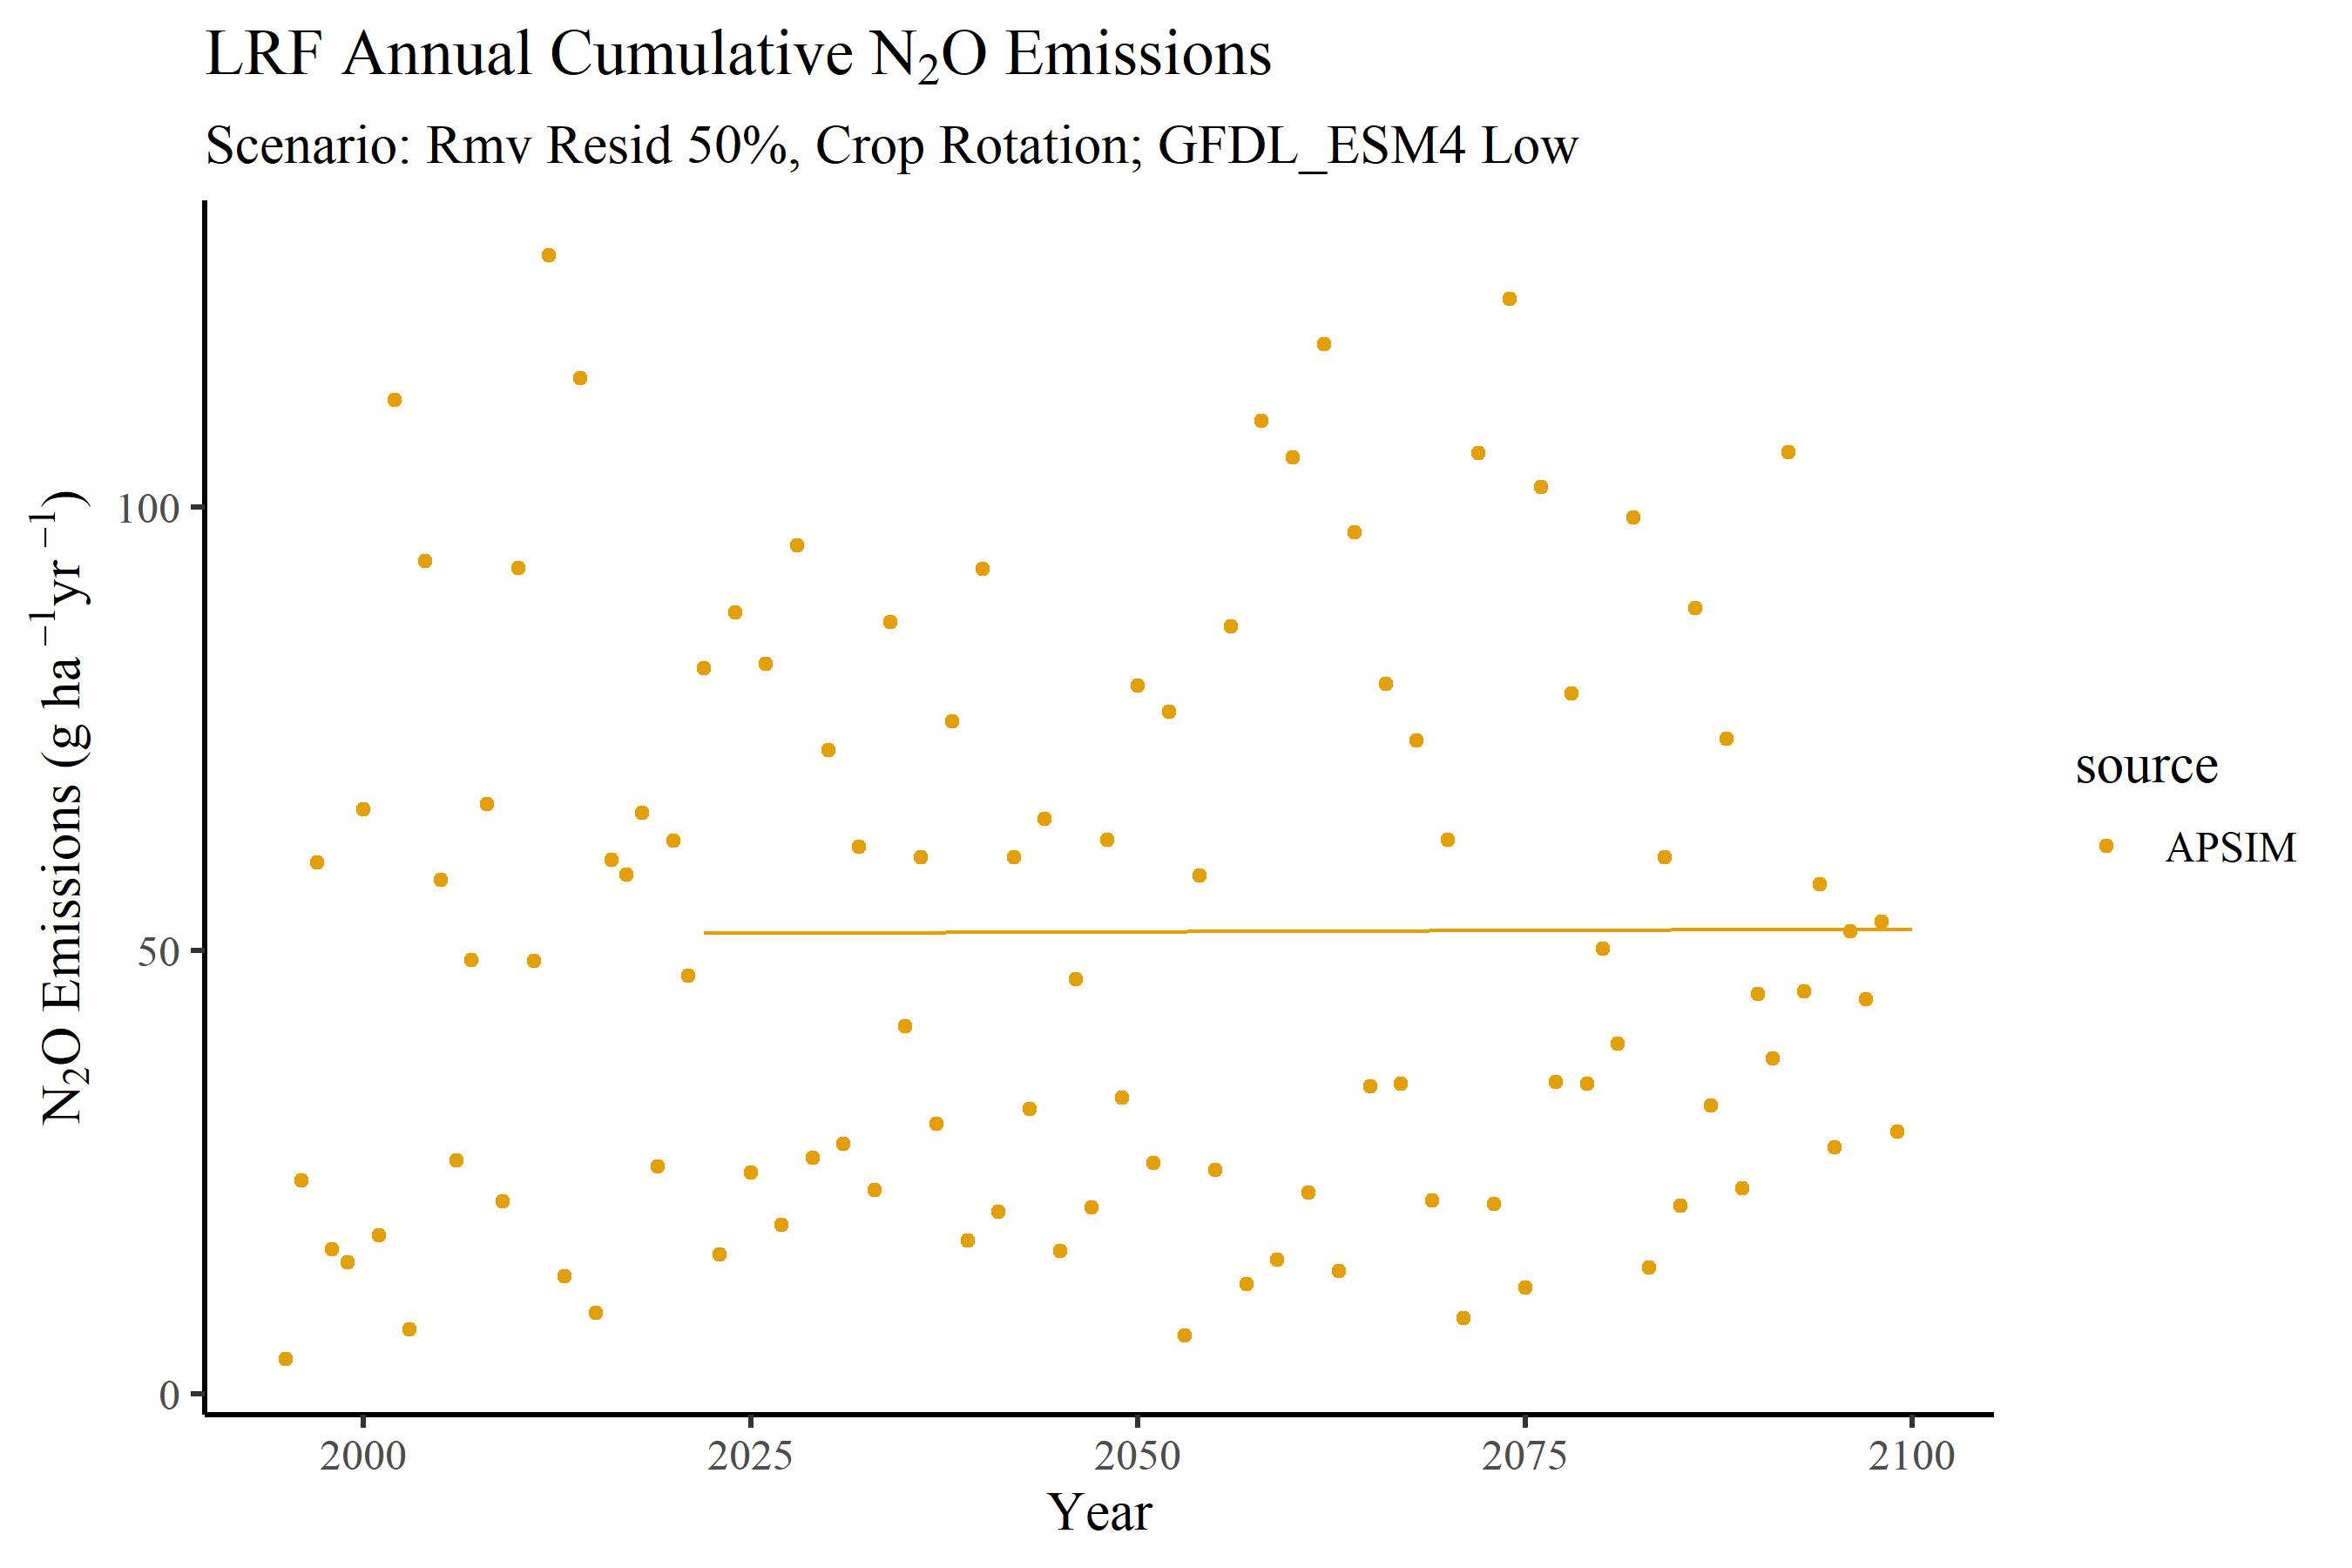 LRF Annual Cumulative N₂O Emissions
Scenario: Rmv Resid 50%, Crop Rotation; GFDL_ESM4 Low
N₂O Emissions (g ha⁻¹yr⁻¹)
100
50
0
2000 2025 2050 2075 2100
Year
source
APSIM